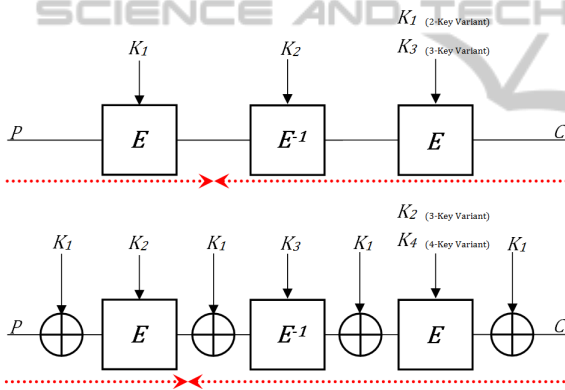 SCIENCE AND TECH
K1 (2-Key Variant)
K1 K2 K3 (3-Key Variant)
P E E-1 E C
K2 (3-Key Variant)
K1 K2 K1 K3 K1 K4 (4-Key Variant) K1
P E E-1 E C